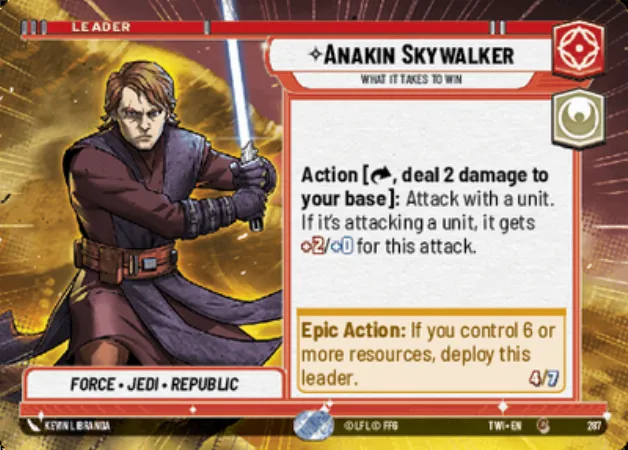 LEADER
ANAKIN SKYWALKER
WHAT IT TAKES TO WIN
Action [, deal 2 damage to
your base]: Attack with a unit.
If it's attacking a unit, it gets
+2/+0 for this attack.
Epic Action: If you control 6 or
more resources, deploy this
leader.
4/7
FORCE • JEDI • REPUBLIC
KEVIN LIBRANDA
©LFL © FFG
TWI • EN
287